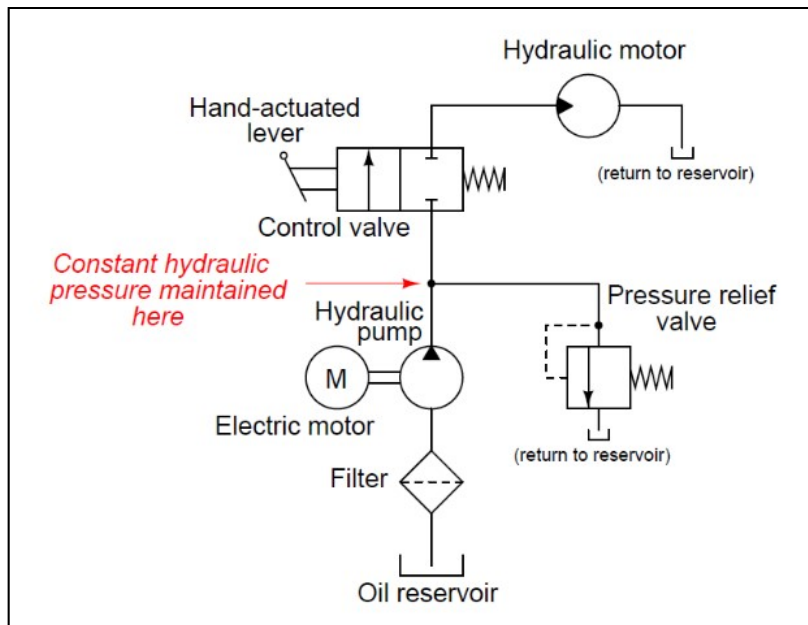 Hydraulic motor
Hand-actuated
lever
(return to reservoir)
Control valve
Constant hydraulic
pressure maintained
here
Hydraulic
pump
Pressure relief
valve
M
Electric motor
(return to reservoir)
Filter
Oil reservoir